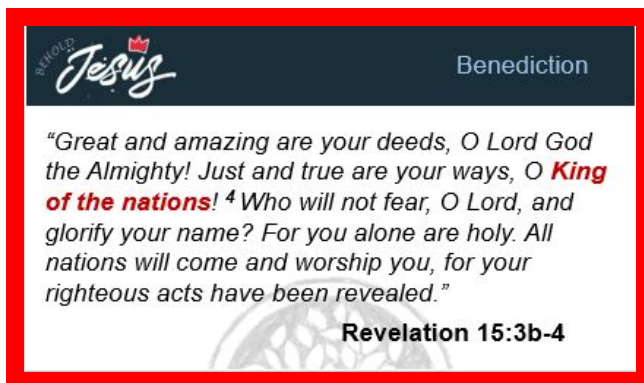 BEHOLD
Jesus
Benediction
“Great and amazing are your deeds, O Lord God
the Almighty! Just and true are your ways, O King
of the nations! 4 Who will not fear, O Lord, and
glorify your name? For you alone are holy. All
nations will come and worship you, for your
righteous acts have been revealed.”
Revelation 15:3b-4